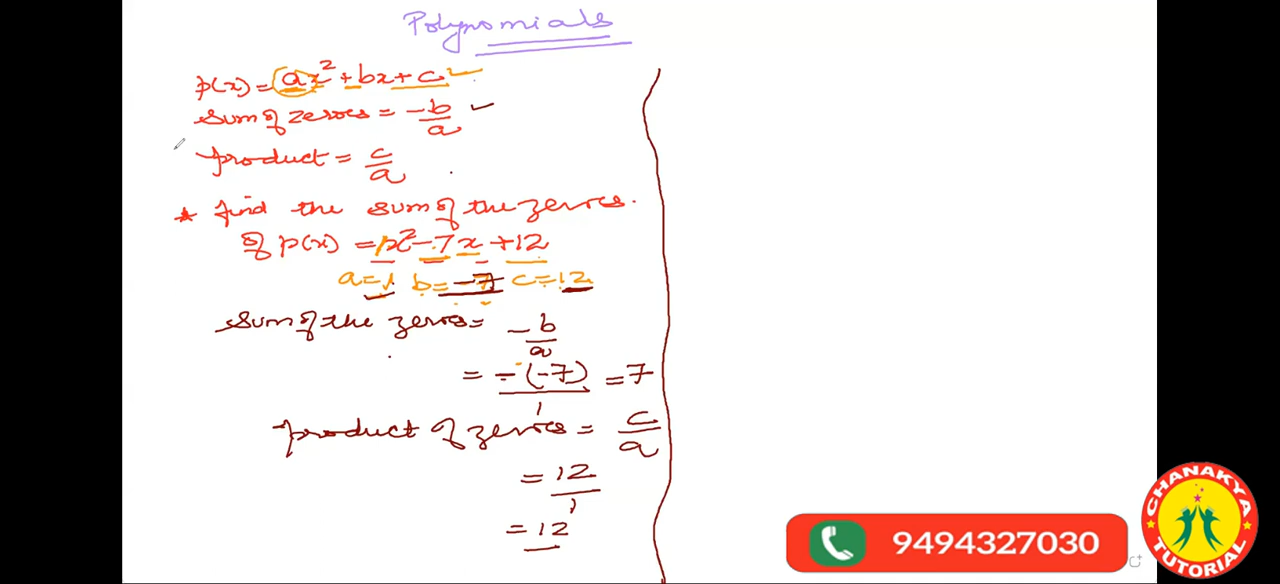 Polynomials
p(x) = ax² + bx + c
sum of zeroes = -b/a
product = c/a
* find the sum of the zeroes.
of p(x) = x² - 7x + 12
a = 1 b = -7 c = 12
sum of the zeroes = -b/a
= -(-7)/1 = 7
product of zeroes = c/a
= 12/1
= 12
9494327030
CHANAKYA
TUTORIAL